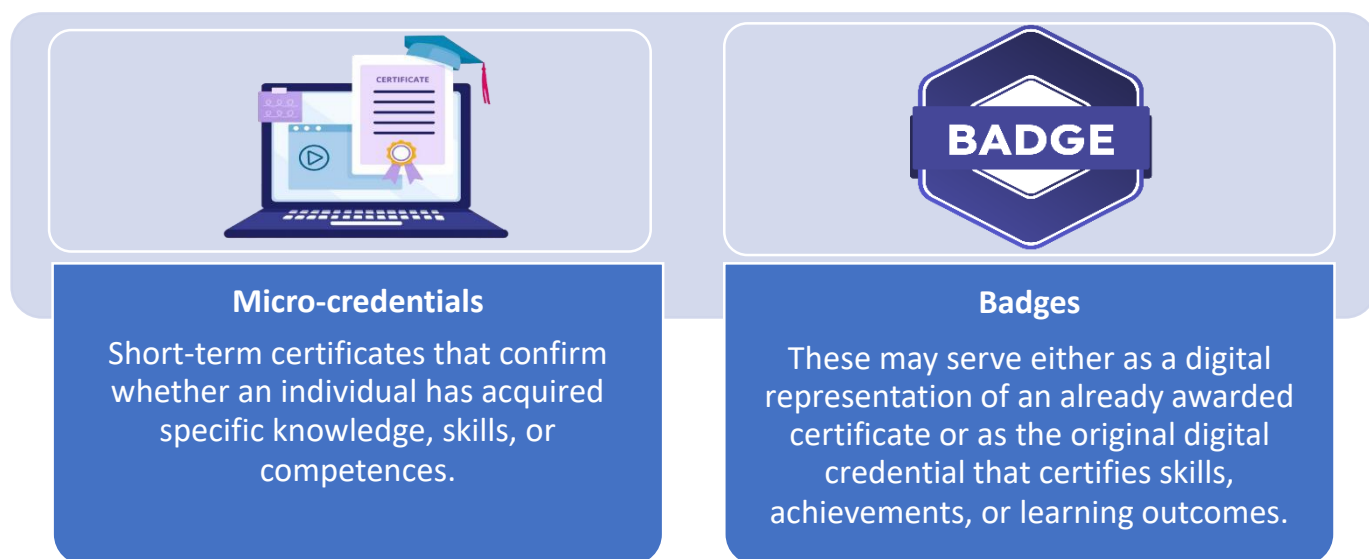 CERTIFICATE
BADGE
Micro-credentials
Short-term certificates that confirm
whether an individual has acquired
specific knowledge, skills, or
competences.
Badges
These may serve either as a digital
representation of an already awarded
certificate or as the original digital
credential that certifies skills,
achievements, or learning outcomes.